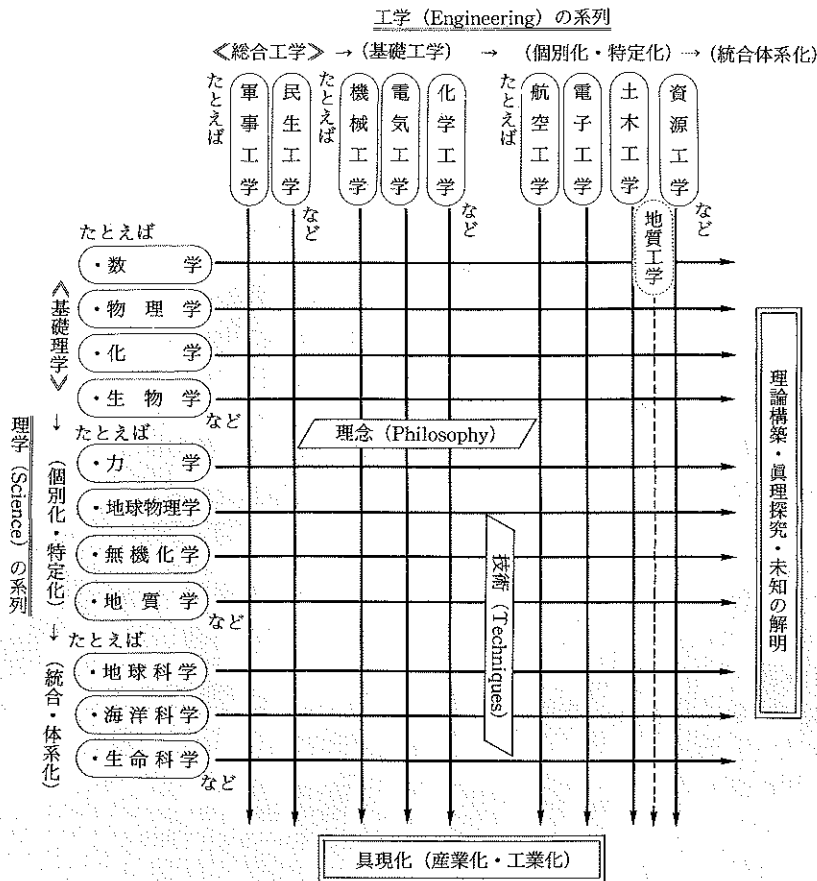 工学（Engineering）の系列
≪総合工学≫ → （基礎工学） → （個別化・特定化） → （統合体系化）
たとえば
軍事工学
民生工学
など
たとえば
機械工学
電気工学
化学工学
など
たとえば
航空工学
電子工学
土木工学
地質工学
資源工学
など
理学（Science）の系列
≪基礎理学≫ → （個別化・特定化） → （統合・体系化）
たとえば
・数学
・物理学
・化学
・生物学
など
たとえば
・力学
・地球物理学
・無機化学
・地質学
など
たとえば
・地球科学
・海洋科学
・生命科学
など
理念（Philosophy）
技術（Techniques）
理論構築・眞理探究・未知の解明
具現化（産業化・工業化）